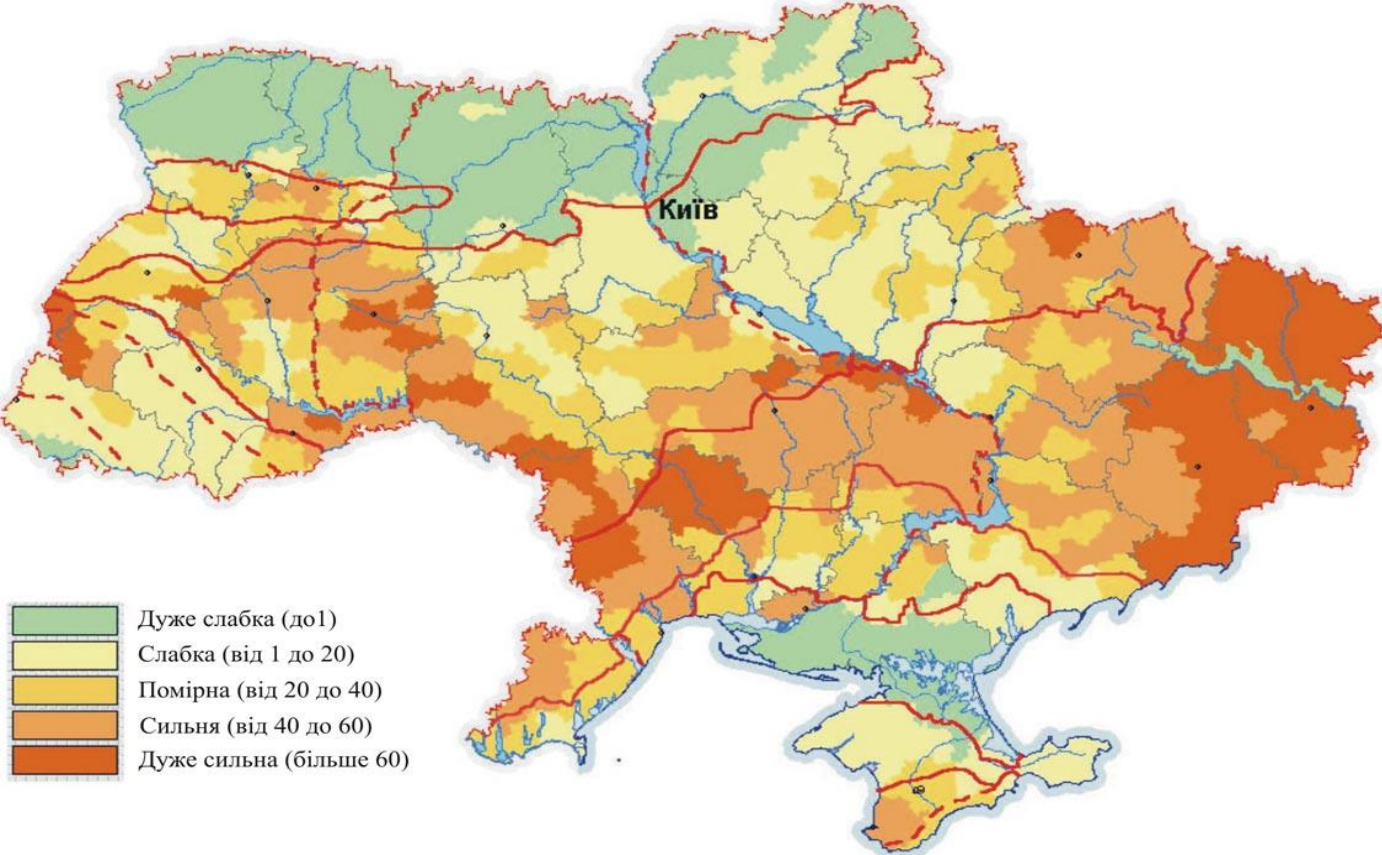 Київ
Дуже слабка (до1)
Слабка (від 1 до 20)
Помірна (від 20 до 40)
Сильня (від 40 до 60)
Дуже сильна (більше 60)